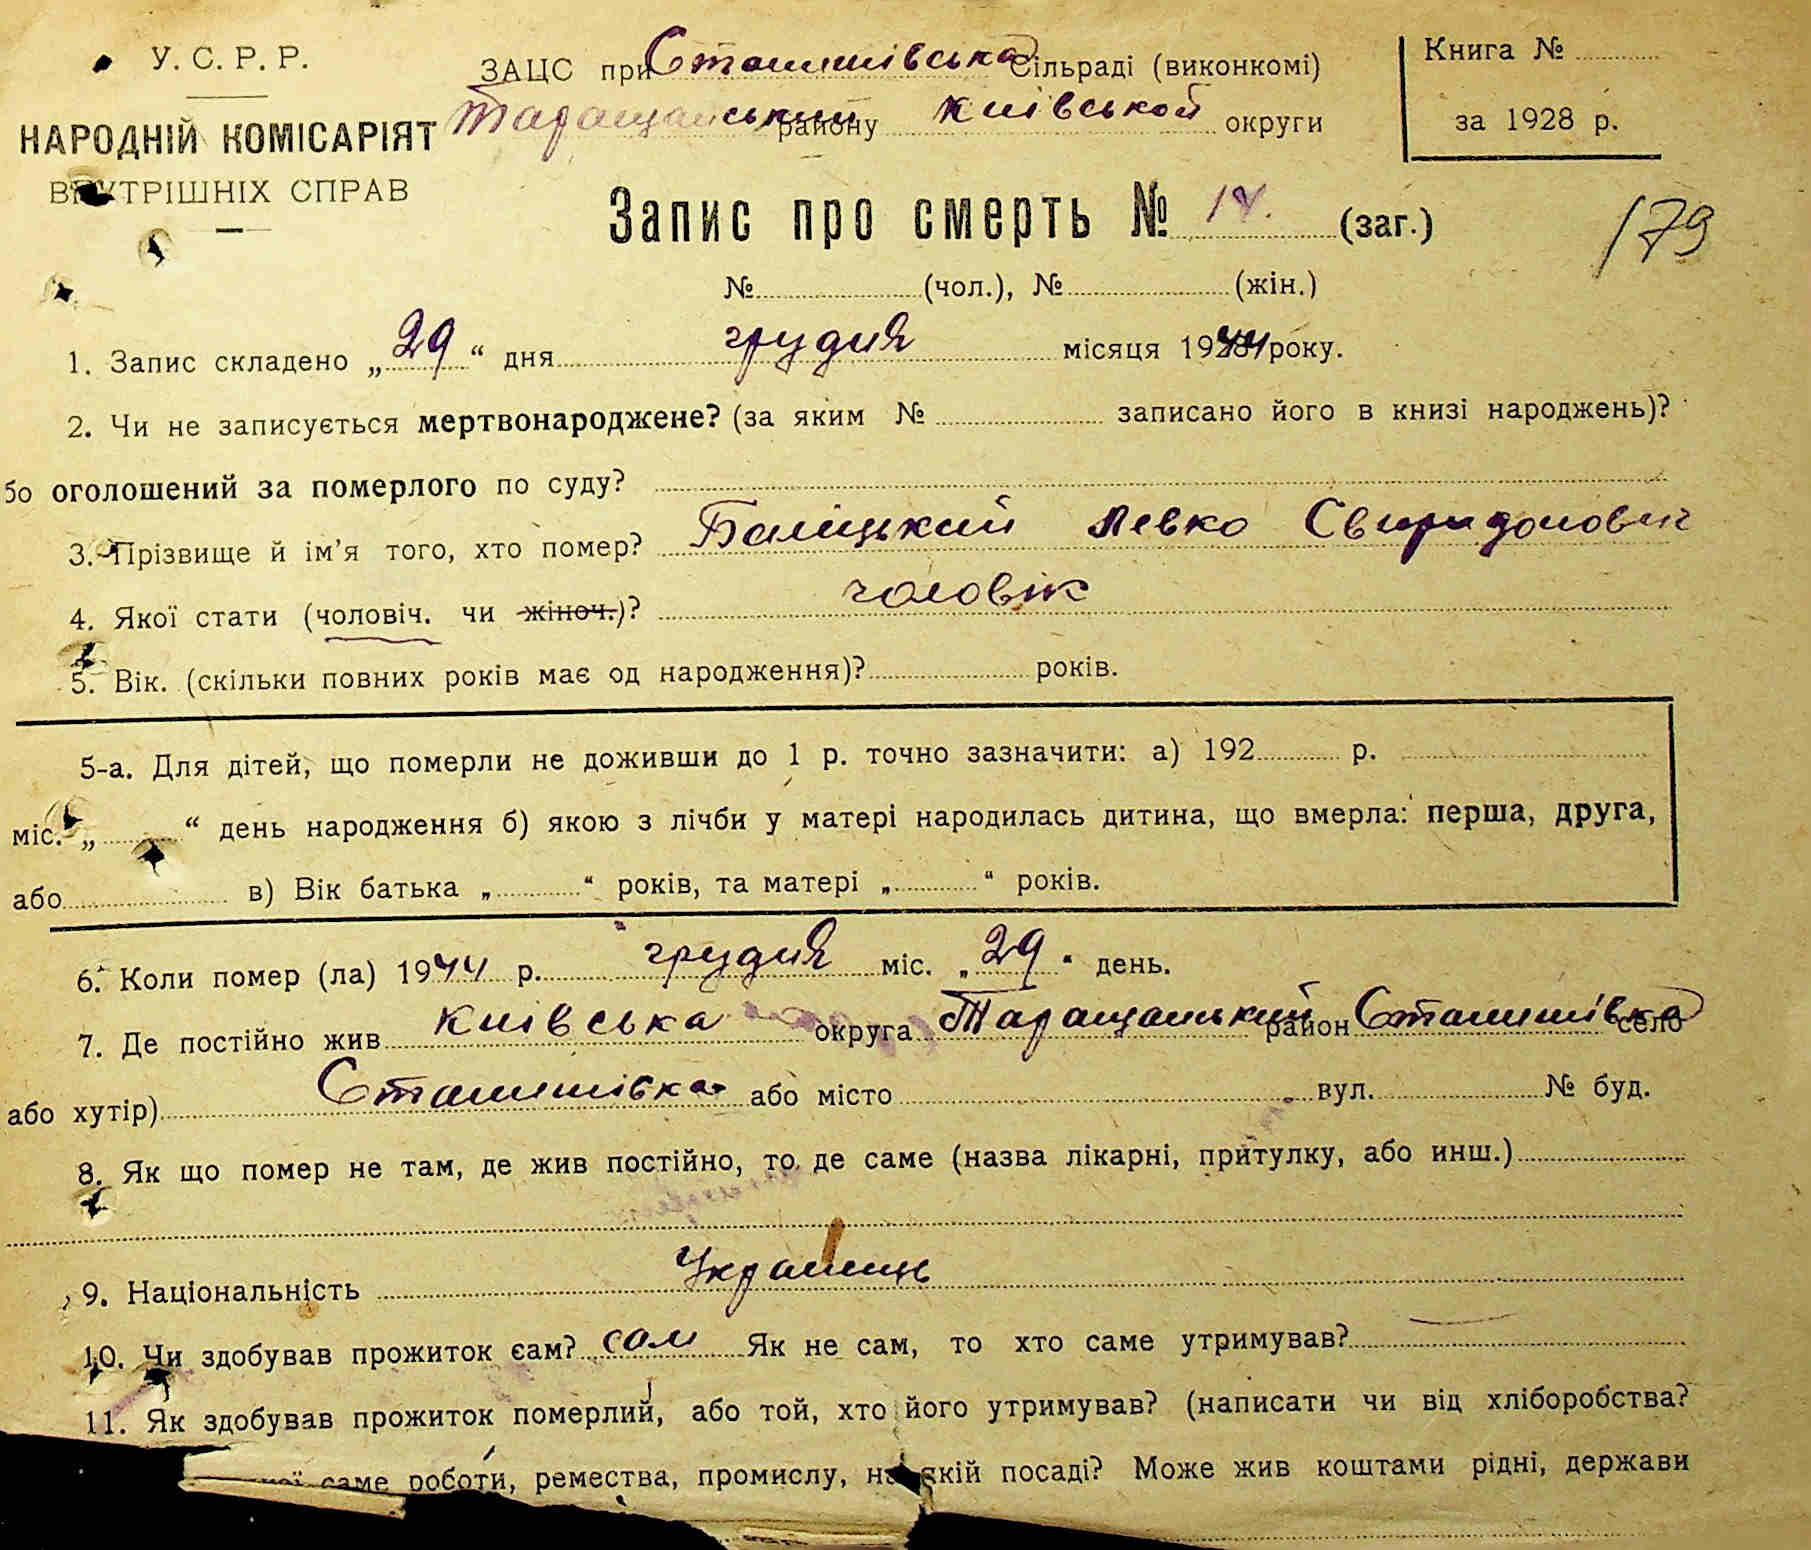 У. С. Р. Р.
НАРОДНІЙ КОМІСАРІЯТ
ВНУТРІШНІХ СПРАВ
ЗАЦС при Станишівська Сільраді (виконкомі)
Таращанський району Київської округи
Книга №
за 1928 р.
Запис про смерть № 14. (заг.)
179
№ (чол.), № (жін.)
1. Запис складено „29“ дня грудня місяця 1944 року.
2. Чи не записується мертвонароджене? (за яким № записано його в книзі народжень)?
бо оголошений за померлого по суду?
3. Прізвище й ім'я того, хто помер? Баліцький Левко Свиридонович
4. Якої стати (чоловіч. чи жіноч.)? чоловік
5. Вік. (скільки повних років має од народження)? років.
5-а. Для дітей, що померли не доживши до 1 р. точно зазначити: а) 192 р.
міс. „ “ день народження б) якою з лічби у матері народилась дитина, що вмерла: перша, друга,
або в) Вік батька „ “ років, та матері „ “ років.
6. Коли помер (ла) 1944 р. грудня міс. „29“ день.
7. Де постійно жив Київська округа Таращанський район Станишівка село
або хутір) Станишівка або місто вул. № буд.
8. Як що помер не там, де жив постійно, то де саме (назва лікарні, притулку, або инш.)
9. Національність Українець
10. Чи здобував прожиток сам? сам Як не сам, то хто саме утримував?
11. Як здобував прожиток померлий, або той, хто його утримував? (написати чи від хліборобства?
саме роботи, ремества, промислу, на якій посаді? Може жив коштами рідні, держави